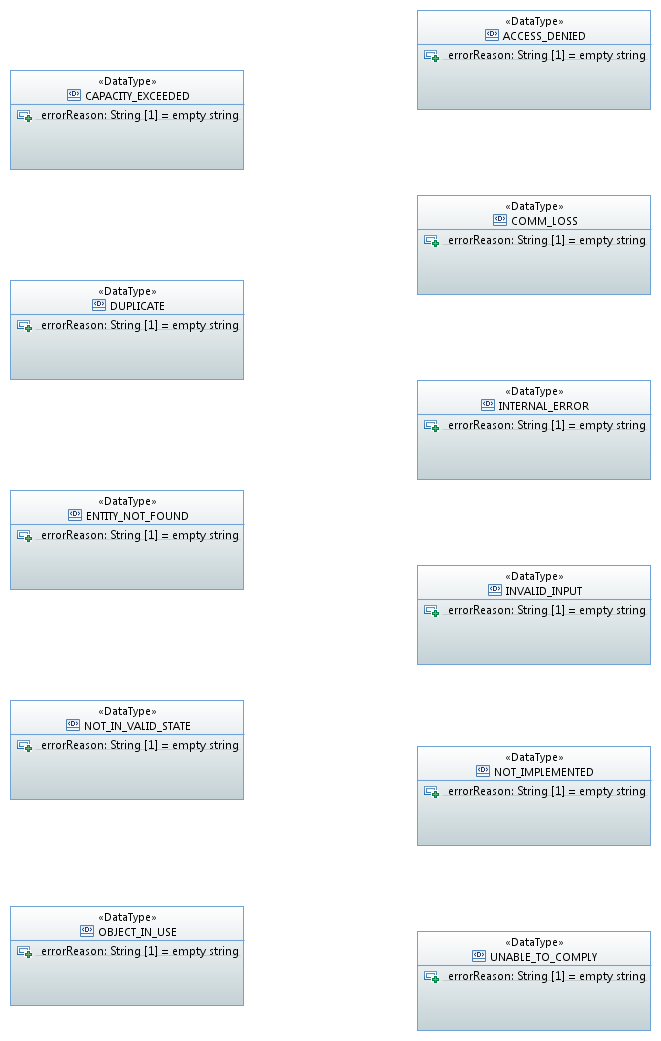 «DataType»
ACCESS_DENIED
errorReason: String [1] = empty string
«DataType»
CAPACITY_EXCEEDED
errorReason: String [1] = empty string
«DataType»
COMM_LOSS
errorReason: String [1] = empty string
«DataType»
DUPLICATE
errorReason: String [1] = empty string
«DataType»
INTERNAL_ERROR
errorReason: String [1] = empty string
«DataType»
ENTITY_NOT_FOUND
errorReason: String [1] = empty string
«DataType»
INVALID_INPUT
errorReason: String [1] = empty string
«DataType»
NOT_IN_VALID_STATE
errorReason: String [1] = empty string
«DataType»
NOT_IMPLEMENTED
errorReason: String [1] = empty string
«DataType»
OBJECT_IN_USE
errorReason: String [1] = empty string
«DataType»
UNABLE_TO_COMPLY
errorReason: String [1] = empty string